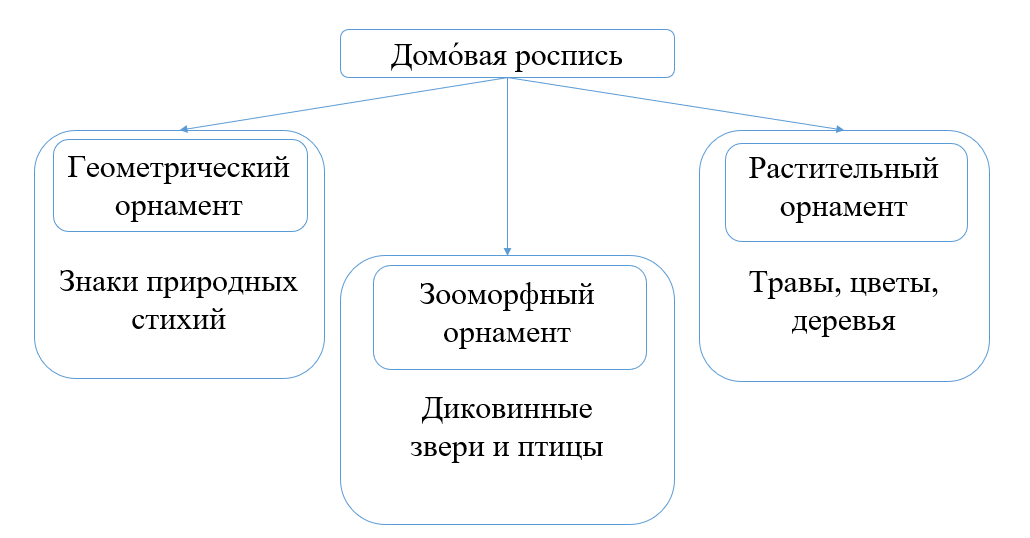 Домо́вая роспись
Геометрический
орнамент
Знаки природных
стихий
Зооморфный
орнамент
Диковинные
звери и птицы
Растительный
орнамент
Травы, цветы,
деревья